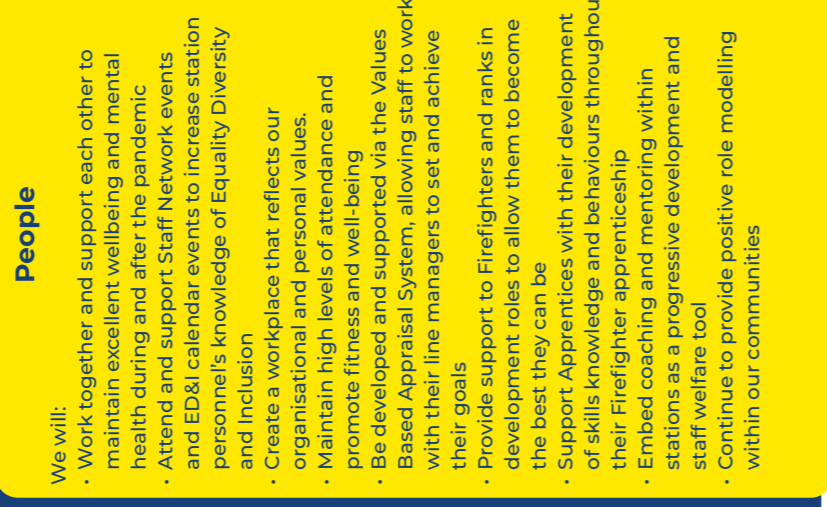 People
We will:
• Work together and support each other to
maintain excellent wellbeing and mental
health during and after the pandemic
• Attend and support Staff Network events
and ED&I calendar events to increase station
personnel's knowledge of Equality Diversity
and Inclusion
• Create a workplace that reflects our
organisational and personal values.
• Maintain high levels of attendance and
promote fitness and well-being
• Be developed and supported via the Values
Based Appraisal System, allowing staff to work
with their line managers to set and achieve
their goals
• Provide support to Firefighters and ranks in
development roles to allow them to become
the best they can be
• Support Apprentices with their development
of skills knowledge and behaviours throughou
their Firefighter apprenticeship
• Embed coaching and mentoring within
stations as a progressive development and
staff welfare tool
• Continue to provide positive role modelling
within our communities